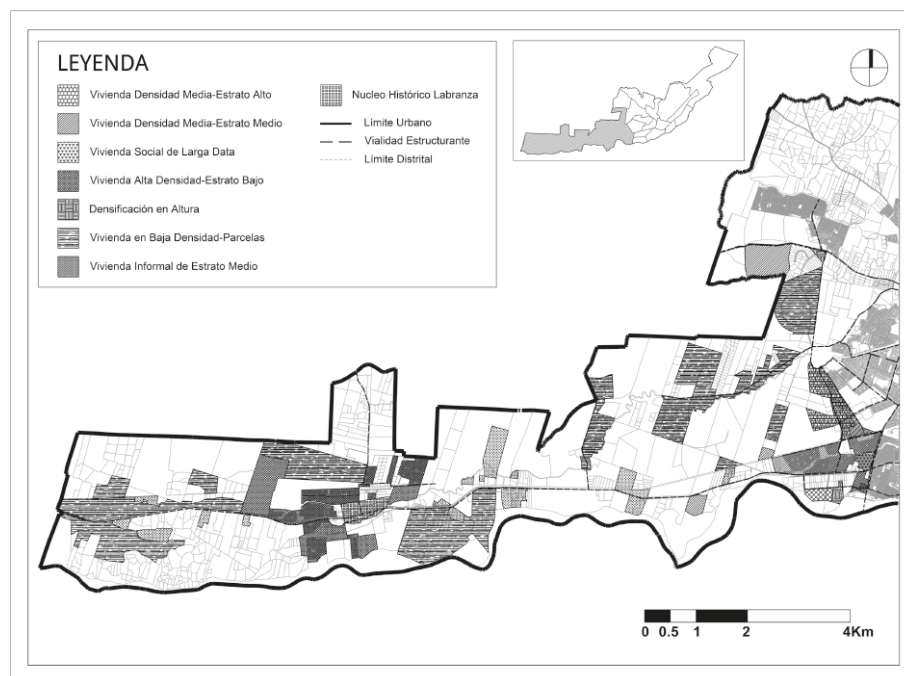 LEYENDA
Vivienda Densidad Media-Estrato Alto
Vivienda Densidad Media-Estrato Medio
Vivienda Social de Larga Data
Vivienda Alta Densidad-Estrato Bajo
Densificación en Altura
Vivienda en Baja Densidad-Parcelas
Vivienda Informal de Estrato Medio
Nucleo Histórico Labranza
Límite Urbano
Vialidad Estructurante
Límite Distrital
0 0.5 1 2 4Km